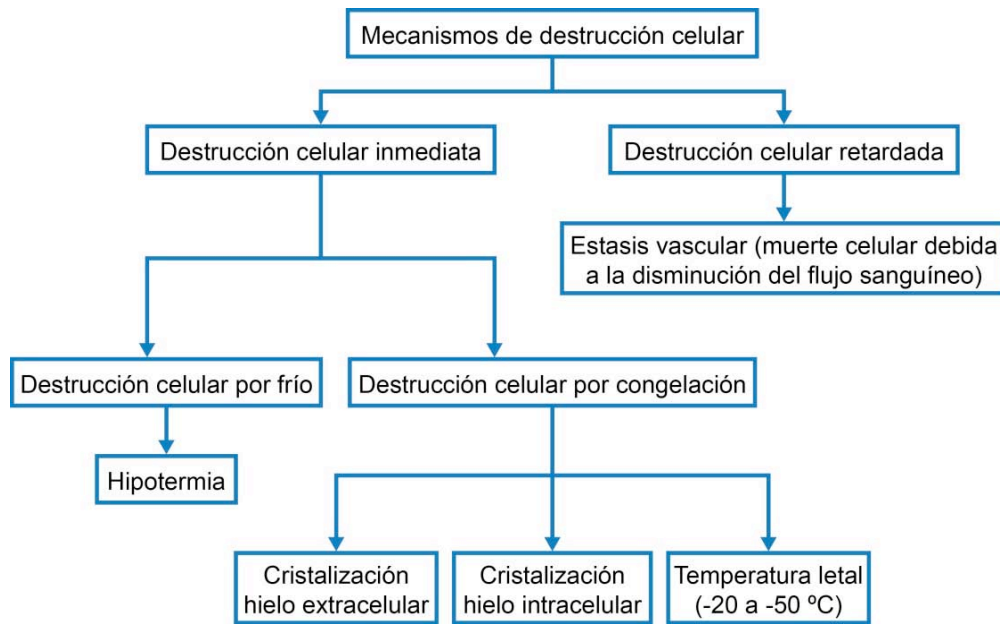 Mecanismos de destrucción celular
Destrucción celular inmediata
Destrucción celular retardada
Estasis vascular (muerte celular debida
a la disminución del flujo sanguíneo)
Destrucción celular por frío
Destrucción celular por congelación
Hipotermia
Cristalización
hielo extracelular
Cristalización
hielo intracelular
Temperatura letal
(-20 a -50 ºC)